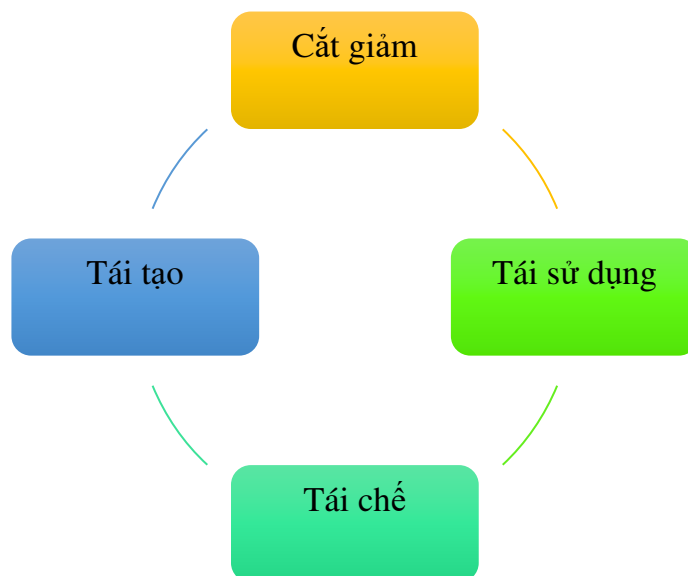 Cắt giảm
Tái tạo
Tái sử dụng
Tái chế